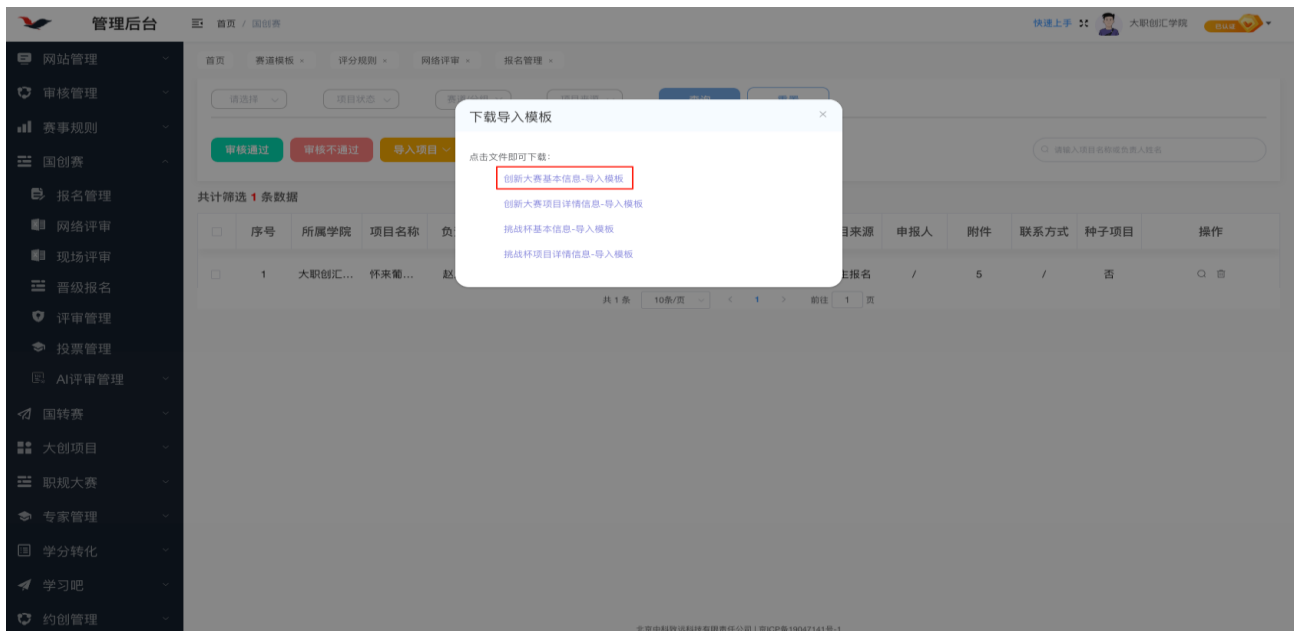 管理后台
首页 / 国创赛
快速上手
大职创汇学院
网站管理
审核管理
赛事规则
国创赛
报名管理
网络评审
现场评审
晋级报名
评审管理
投票管理
AI评审管理
国转赛
大创项目
职规大赛
专家管理
学分转化
学习吧
约创管理
首页 赛道模板 × 评分规则 × 网络评审 × 报名管理 ×
请选择 项目状态
审核通过 审核不通过 导入项目
请输入项目名称或负责人姓名
共计筛选 1 条数据
序号 所属学院 项目名称 申报人 附件 联系方式 种子项目 操作
1 大职创汇... 怀来葡... / 5 / 否
共 1 条 10条/页 < 1 > 前往 1 页
下载导入模板
点击文件即可下载:
创新大赛基本信息-导入模板
创新大赛项目详情信息-导入模板
挑战杯基本信息-导入模板
挑战杯项目详情信息-导入模板